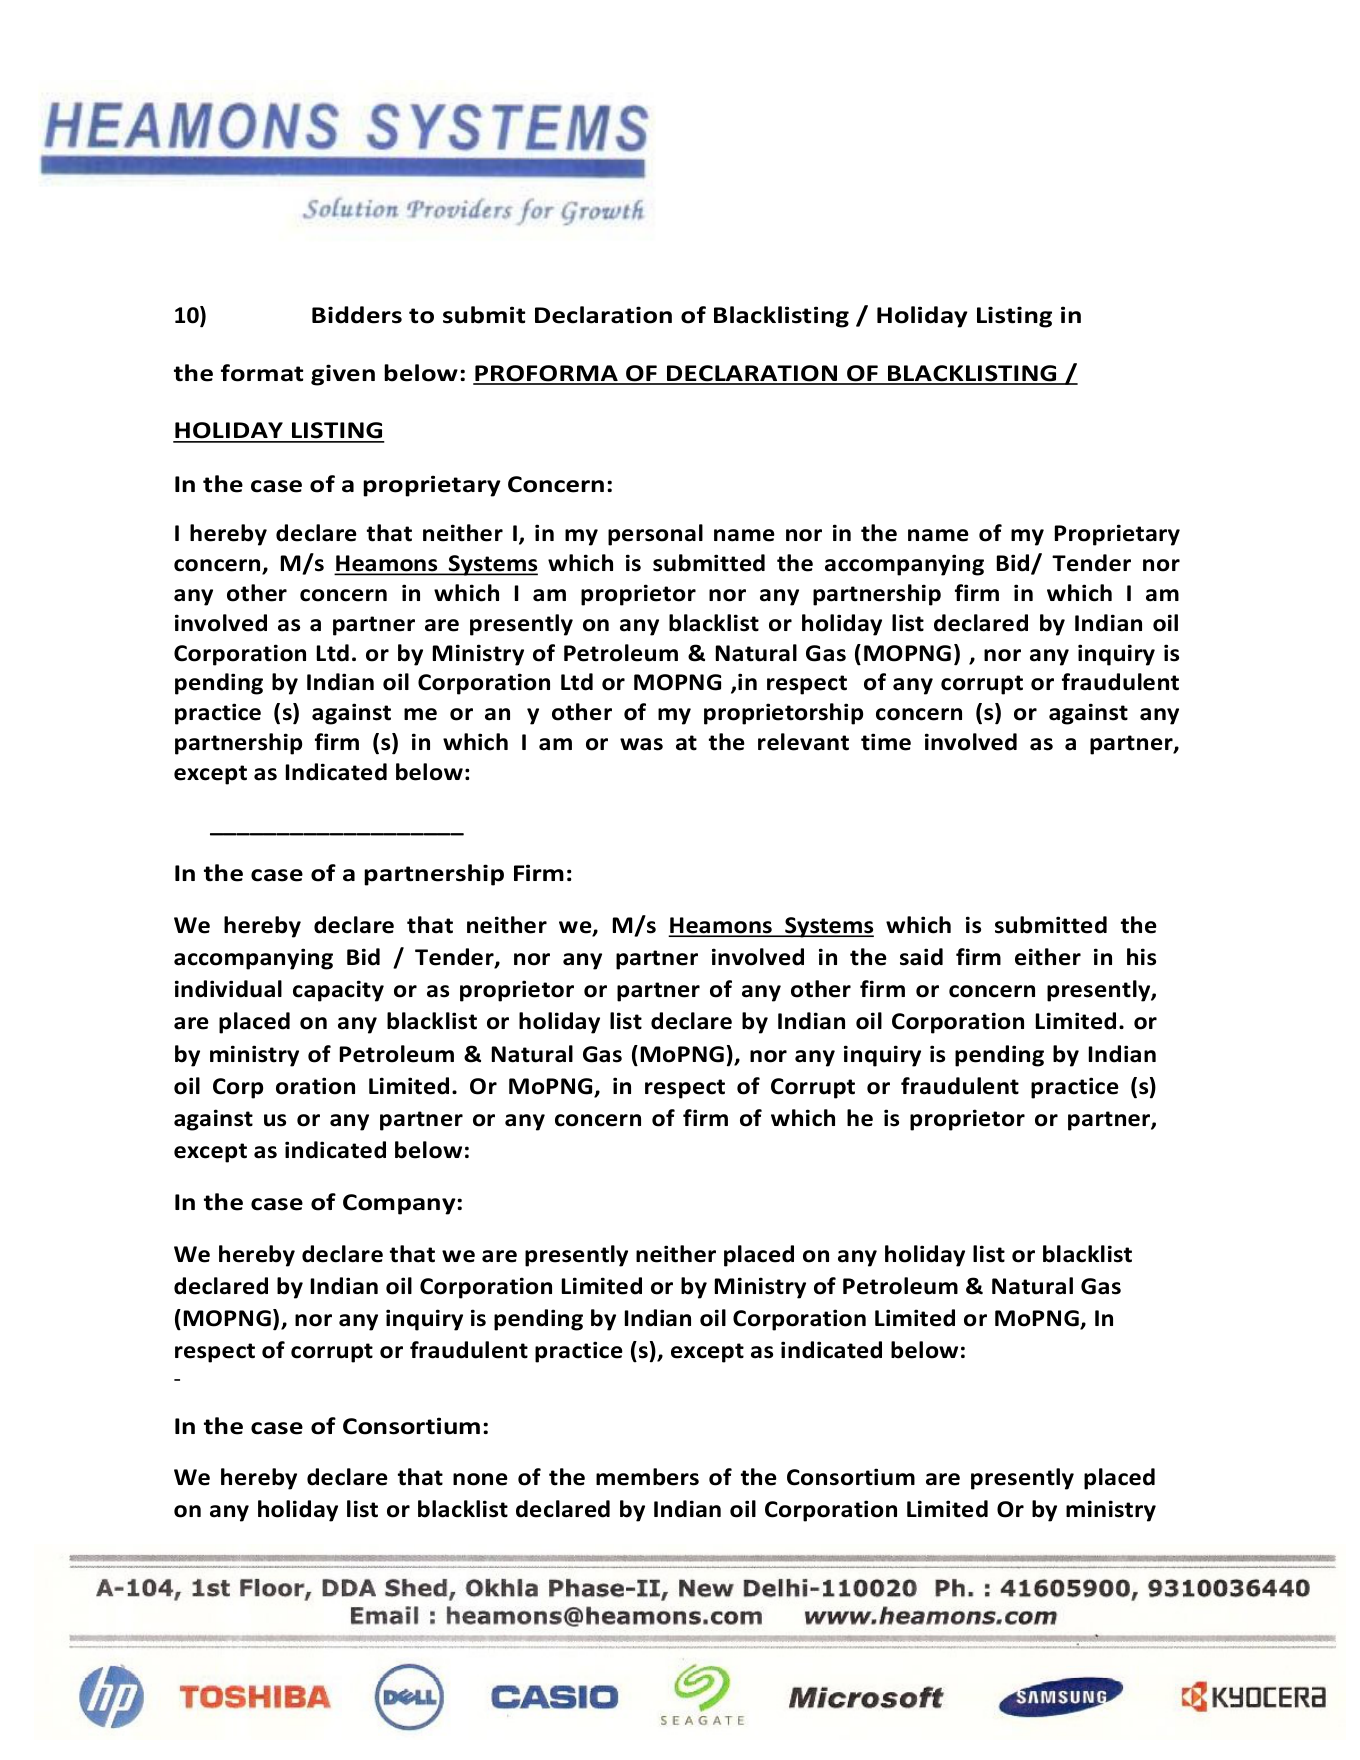 HEAMONS SYSTEMS
Solution Providers for Growth
10) Bidders to submit Declaration of Blacklisting / Holiday Listing in
the format given below: PROFORMA OF DECLARATION OF BLACKLISTING /
HOLIDAY LISTING
In the case of a proprietary Concern:
I hereby declare that neither I, in my personal name nor in the name of my Proprietary
concern, M/s Heamons Systems which is submitted the accompanying Bid/ Tender nor
any other concern in which I am proprietor nor any partnership firm in which I am
involved as a partner are presently on any blacklist or holiday list declared by Indian oil
Corporation Ltd. or by Ministry of Petroleum & Natural Gas (MOPNG) , nor any inquiry is
pending by Indian oil Corporation Ltd or MOPNG ,in respect of any corrupt or fraudulent
practice (s) against me or an y other of my proprietorship concern (s) or against any
partnership firm (s) in which I am or was at the relevant time involved as a partner,
except as Indicated below:
___________________
In the case of a partnership Firm:
We hereby declare that neither we, M/s Heamons Systems which is submitted the
accompanying Bid / Tender, nor any partner involved in the said firm either in his
individual capacity or as proprietor or partner of any other firm or concern presently,
are placed on any blacklist or holiday list declare by Indian oil Corporation Limited. or
by ministry of Petroleum & Natural Gas (MoPNG), nor any inquiry is pending by Indian
oil Corp oration Limited. Or MoPNG, in respect of Corrupt or fraudulent practice (s)
against us or any partner or any concern of firm of which he is proprietor or partner,
except as indicated below:
In the case of Company:
We hereby declare that we are presently neither placed on any holiday list or blacklist
declared by Indian oil Corporation Limited or by Ministry of Petroleum & Natural Gas
(MOPNG), nor any inquiry is pending by Indian oil Corporation Limited or MoPNG, In
respect of corrupt or fraudulent practice (s), except as indicated below:
-
In the case of Consortium:
We hereby declare that none of the members of the Consortium are presently placed
on any holiday list or blacklist declared by Indian oil Corporation Limited Or by ministry
A-104, 1st Floor, DDA Shed, Okhla Phase-II, New Delhi-110020 Ph. : 41605900, 9310036440
Email : heamons@heamons.com www.heamons.com
hp TOSHIBA DELL CASIO SEAGATE Microsoft SAMSUNG KYOCERA